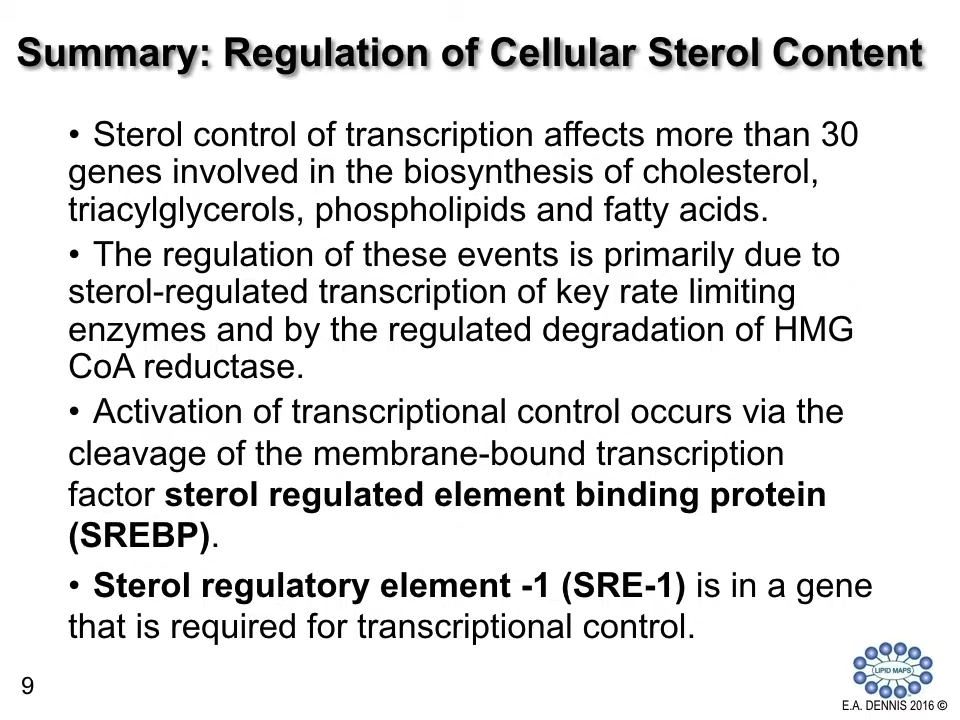 Summary: Regulation of Cellular Sterol Content
• Sterol control of transcription affects more than 30
genes involved in the biosynthesis of cholesterol,
triacylglycerols, phospholipids and fatty acids.
• The regulation of these events is primarily due to
sterol-regulated transcription of key rate limiting
enzymes and by the regulated degradation of HMG
CoA reductase.
• Activation of transcriptional control occurs via the
cleavage of the membrane-bound transcription
factor sterol regulated element binding protein
(SREBP).
• Sterol regulatory element -1 (SRE-1) is in a gene
that is required for transcriptional control.
LIPID MAPS
9
E.A. DENNIS 2016 ©